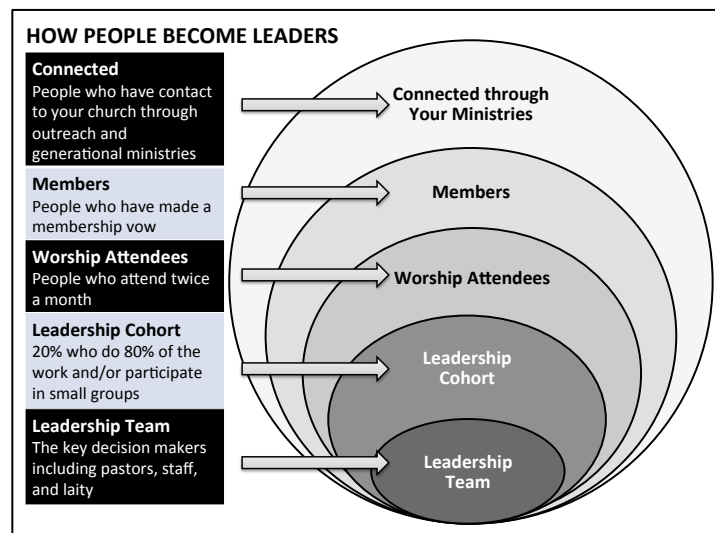 HOW PEOPLE BECOME LEADERS
Connected
People who have contact
to your church through
outreach and
generational ministries
Members
People who have made a
membership vow
Worship Attendees
People who attend twice
a month
Leadership Cohort
20% who do 80% of the
work and/or participate
in small groups
Leadership Team
The key decision makers
including pastors, staff,
and laity
Connected through
Your Ministries
Members
Worship Attendees
Leadership
Cohort
Leadership
Team